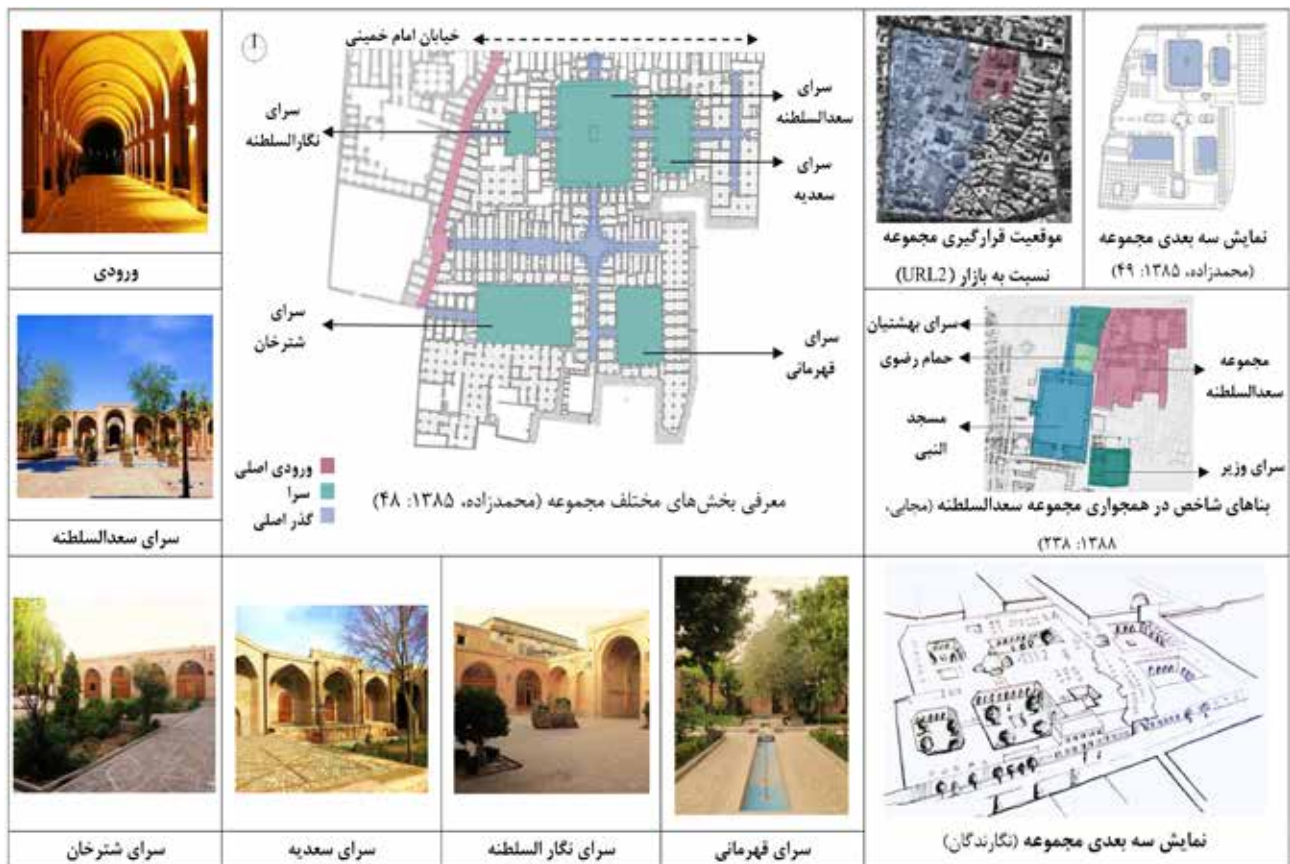 خیابان امام خمینی
سرای
سعدالسلطنه
سرای
نگارالسلطنه
سرای
سعدیه
سرای
شترخان
سرای
قهرمانی
ورودی اصلی
سرا
گذر اصلی
معرفی بخش‌های مختلف مجموعه (محمدزاده، ۱۳۸۵: ۴۸)
نمایش سه بعدی مجموعه
(محمدزاده، ۱۳۸۵: ۴۹)
موقعیت قرارگیری مجموعه
نسبت به بازار (URL2)
ورودی
سرای سعدالسلطنه
سرای بهشتیان
حمام رضوی
مجموعه
سعدالسلطنه
مسجد
النبی
سرای وزیر
بناهای شاخص در همجواری مجموعه سعدالسلطنه (مجابی،
۱۳۸۸: ۲۳۸)
نمایش سه بعدی مجموعه (نگارندگان)
سرای قهرمانی
سرای نگار السلطنه
سرای سعدیه
سرای شترخان